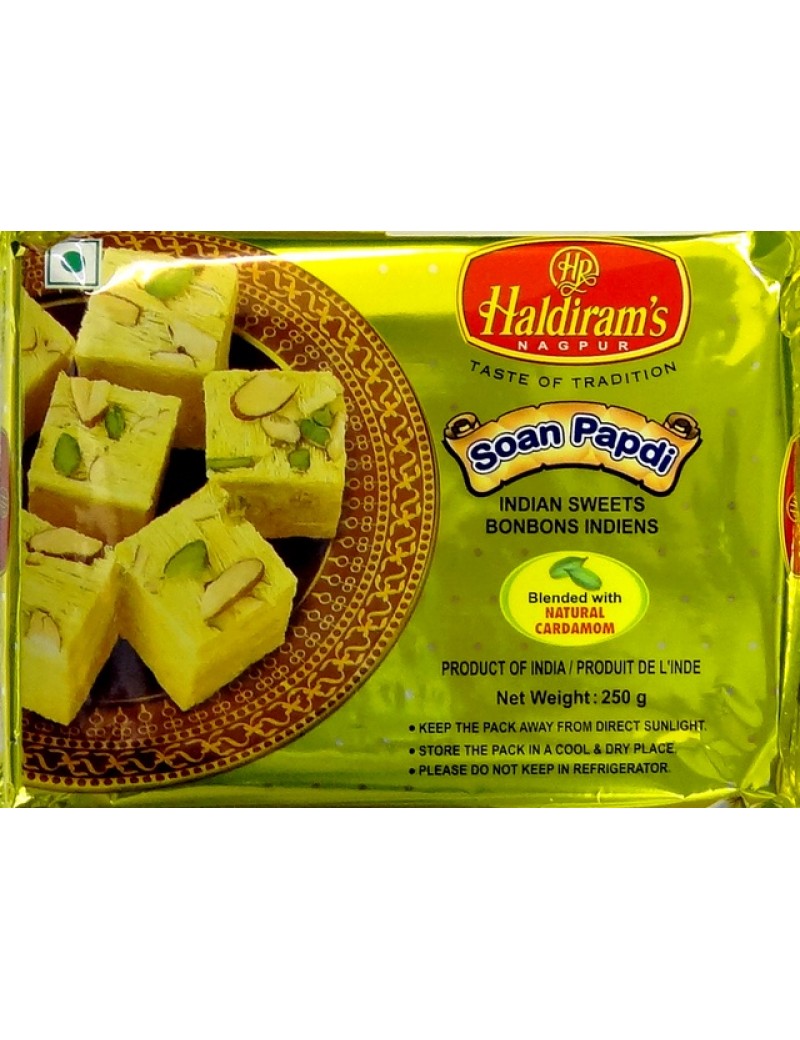 HR
Haldiram's
NAGPUR
TASTE OF TRADITION
Soan Papdi
INDIAN SWEETS
BONBONS INDIENS
Blended with
NATURAL
CARDAMOM
PRODUCT OF INDIA / PRODUIT DE L'INDE
Net Weight : 250 g
• KEEP THE PACK AWAY FROM DIRECT SUNLIGHT.
• STORE THE PACK IN A COOL & DRY PLACE.
• PLEASE DO NOT KEEP IN REFRIGERATOR.